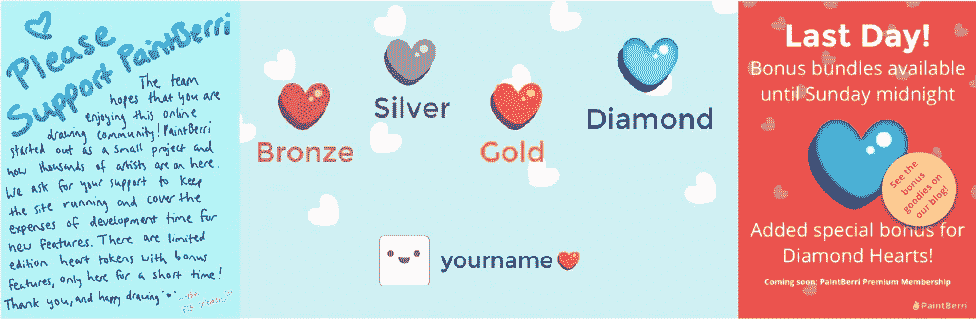 Please
Support PaintBerri
The team
hopes that you are
enjoying this online
drawing community! PaintBerri
started out as a small project and
now thousands of artists are on here.
We ask for your support to keep
the site running and cover the
expenses of development time for
new features. There are limited
edition heart tokens with bonus
features, only here for a short time!
Thank you, and happy drawing
Bronze
Silver
Gold
Diamond
yourname
Last Day!
Bonus bundles available
until Sunday midnight
See the
bonus
goodies on
our blog!
Added special bonus for
Diamond Hearts!
Coming soon: PaintBerri Premium Membership
PaintBerri